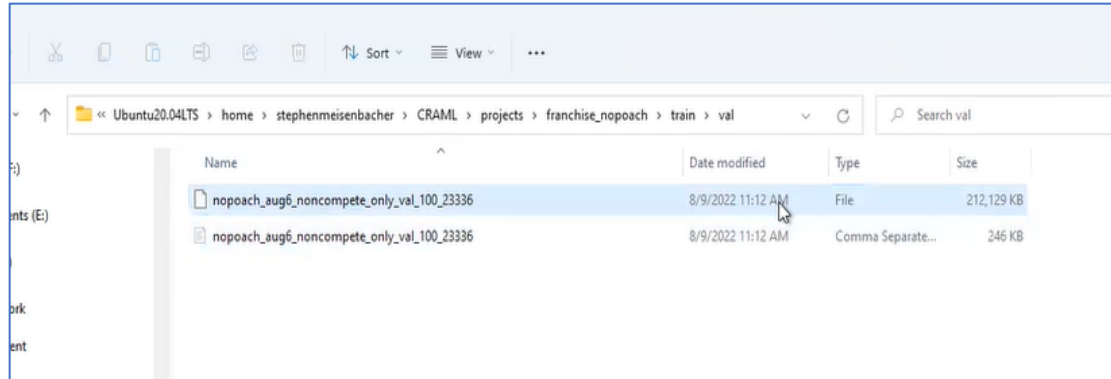 Sort View ...
« Ubuntu20.04LTS > home > stephenmeisenbacher > CRAML > projects > franchise_nopoach > train > val Search val
Name Date modified Type Size
nopoach_aug6_noncompete_only_val_100_23336 8/9/2022 11:12 AM File 212,129 KB
nopoach_aug6_noncompete_only_val_100_23336 8/9/2022 11:12 AM Comma Separate... 246 KB
ents (E:)
ork
ent